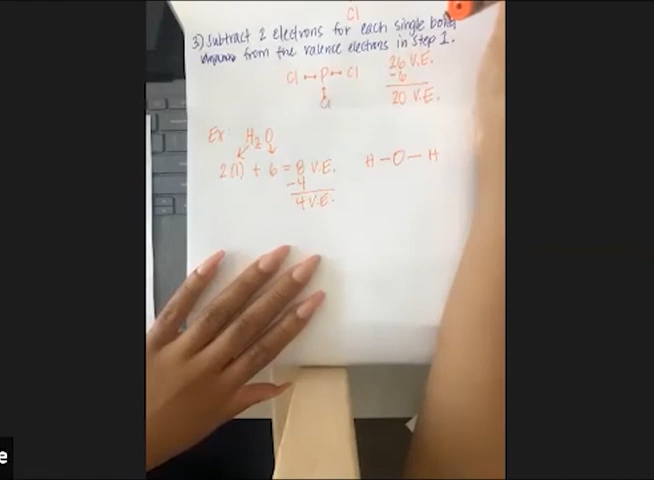 Cl
3) Subtract 2 electrons for each single bond
from the valence electrons in Step 1.
Cl — P — Cl
Cl
26 V.E.
-6
20 V.E.
Ex: H2O
2(1) + 6 = 8 V.E.
-4
4 V.E.
H — O — H
e